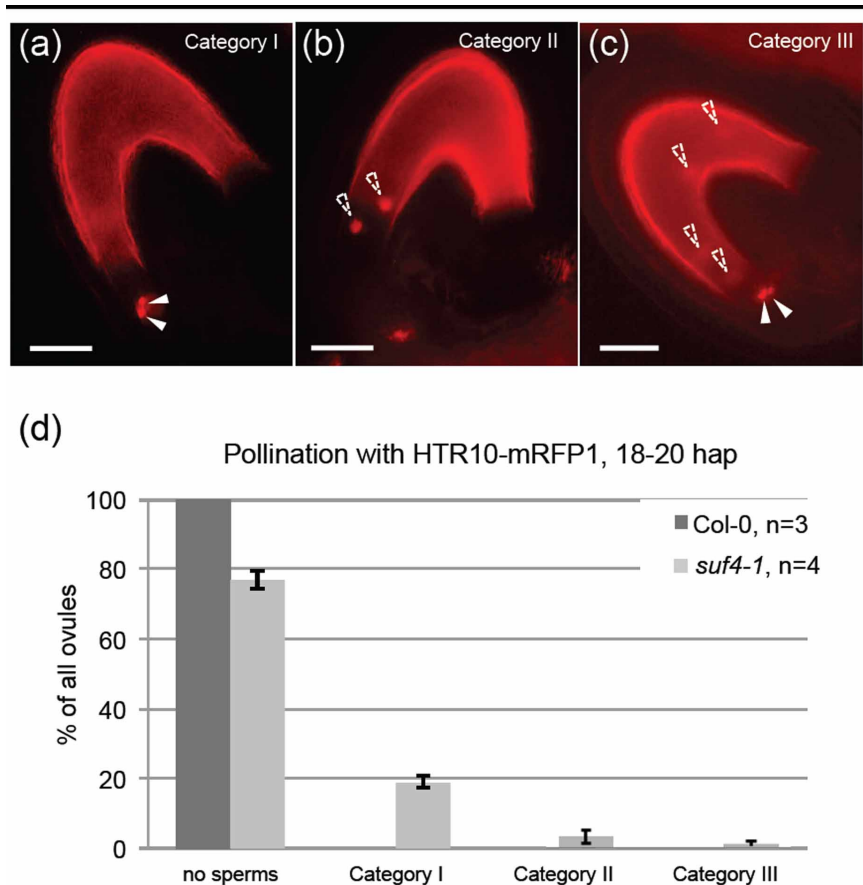 (a)
Category I
(b)
Category II
(c)
Category III
(d)
Pollination with HTR10-mRFP1, 18-20 hap
% of all ovules
100
80
60
40
20
0
Col-0, n=3
suf4-1, n=4
no sperms
Category I
Category II
Category III